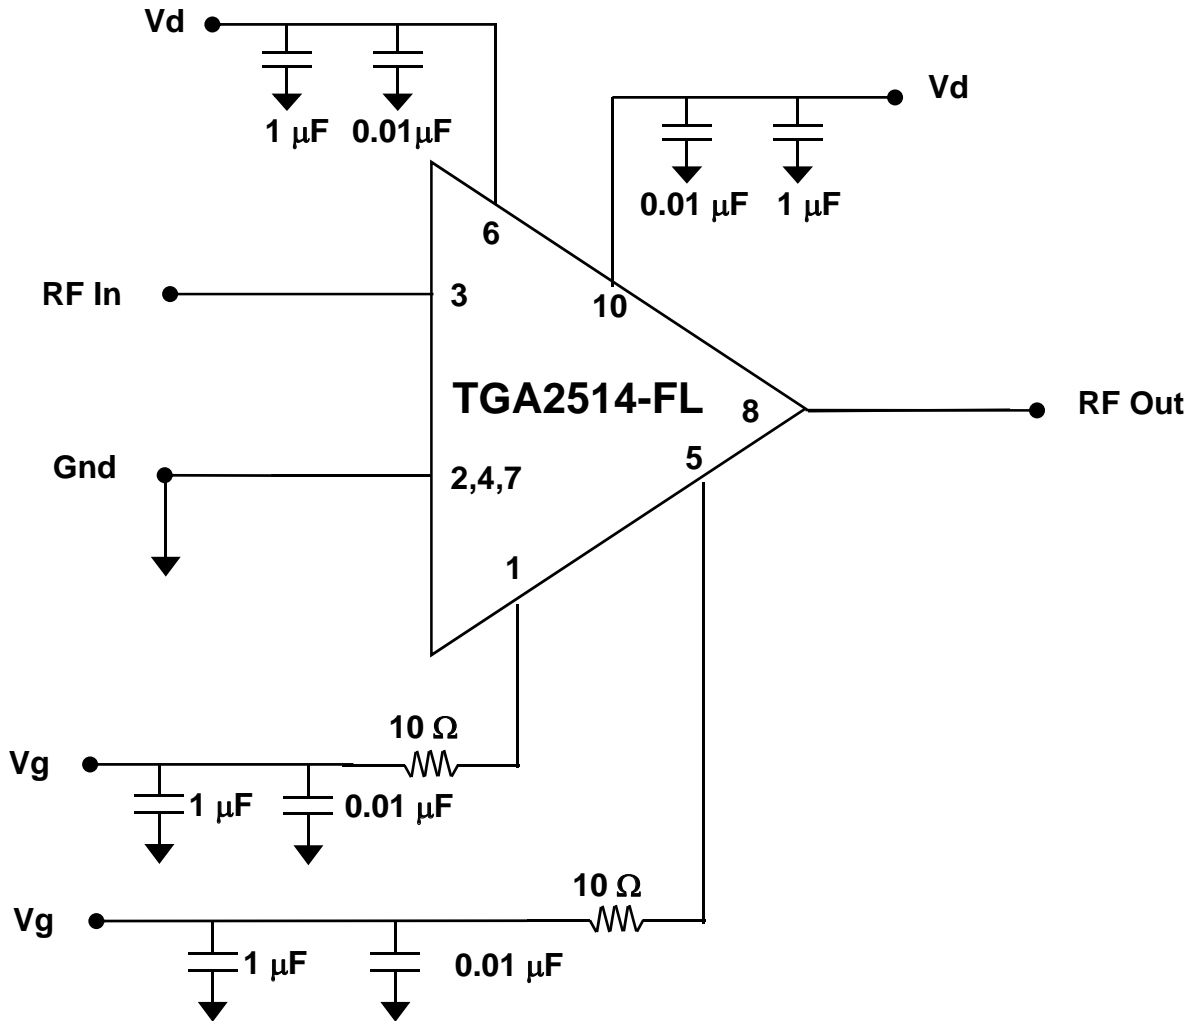 Vd
1 μF 0.01μF
Vd
0.01 μF 1 μF
6
RF In
3
10
TGA2514-FL
8
RF Out
5
Gnd
2,4,7
1
10 Ω
Vg
1 μF
0.01 μF
10 Ω
Vg
1 μF
0.01 μF